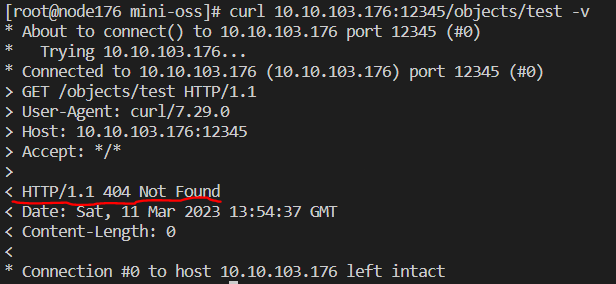 [root@node176 mini-oss]# curl 10.10.103.176:12345/objects/test -v
* About to connect() to 10.10.103.176 port 12345 (#0)
*   Trying 10.10.103.176...
* Connected to 10.10.103.176 (10.10.103.176) port 12345 (#0)
> GET /objects/test HTTP/1.1
> User-Agent: curl/7.29.0
> Host: 10.10.103.176:12345
> Accept: */*
>
< HTTP/1.1 404 Not Found
< Date: Sat, 11 Mar 2023 13:54:37 GMT
< Content-Length: 0
<
* Connection #0 to host 10.10.103.176 left intact